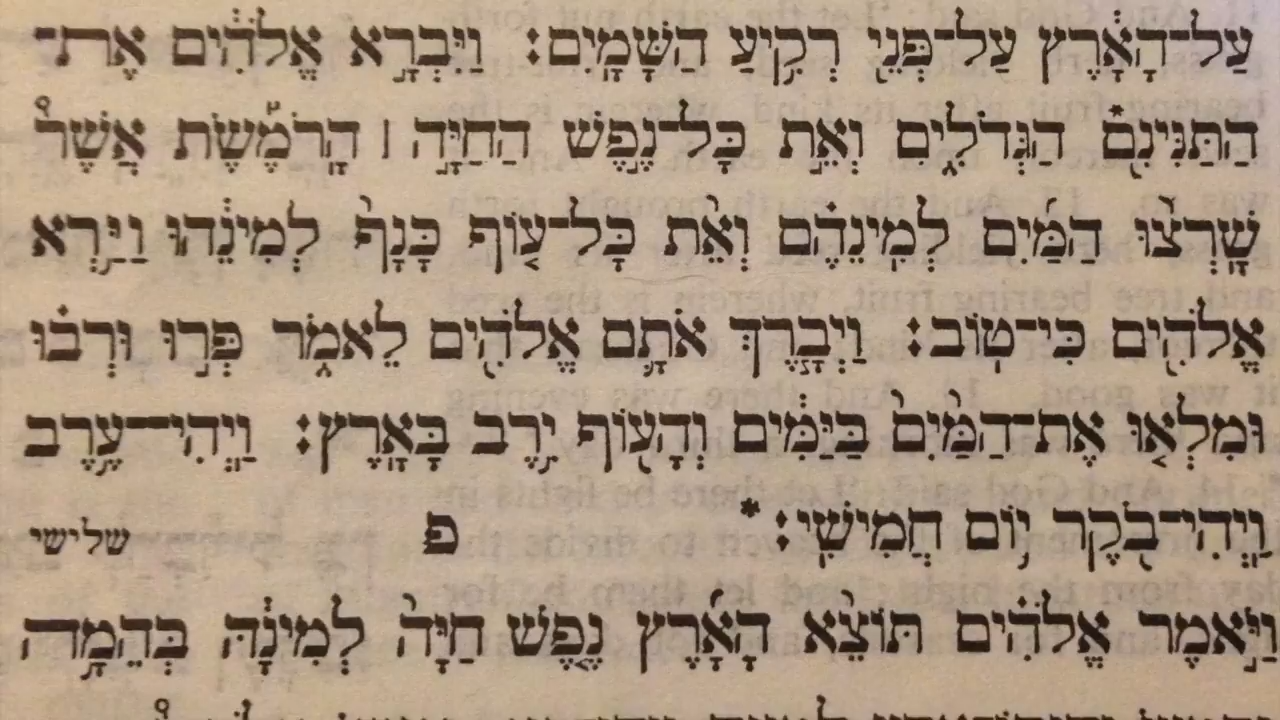 עַל־הָאָ֔רֶץ עַל־פְּנֵ֖י רְקִ֥יעַ הַשָּׁמָֽיִם׃ וַיִּבְרָ֣א אֱלֹהִ֔ים אֶת־
הַתַּנִּינִ֖ם* הַגְּדֹלִ֑ים וְאֵ֣ת כָּל־נֶ֣פֶשׁ הַֽחַיָּ֣ה ׀ הָֽרֹמֶ֡שֶׂת אֲשֶׁר֩
שָׁרְצ֨וּ הַמַּ֜יִם לְמִֽינֵהֶ֗ם וְאֵ֨ת כָּל־ע֤וֹף כָּנָף֙ לְמִינֵ֔הוּ וַיַּ֥רְא
אֱלֹהִ֖ים כִּי־טֽוֹב׃ וַיְבָ֧רֶךְ אֹתָ֛ם אֱלֹהִ֖ים לֵאמֹ֑ר פְּר֣וּ וּרְב֗וּ
וּמִלְא֤וּ אֶת־הַמַּ֙יִם֙ בַּיַּמִּ֔ים וְהָע֖וֹף יִ֥רֶב בָּאָֽרֶץ׃ וַֽיְהִי־עֶ֥רֶב
וַֽיְהִי־בֹ֖קֶר י֥וֹם חֲמִישִֽׁי׃* פ שלישי
וַיֹּ֣אמֶר אֱלֹהִ֗ים תּוֹצֵ֨א הָאָ֜רֶץ נֶ֤פֶשׁ חַיָּה֙ לְמִינָ֔הּ בְּהֵמָ֥ה